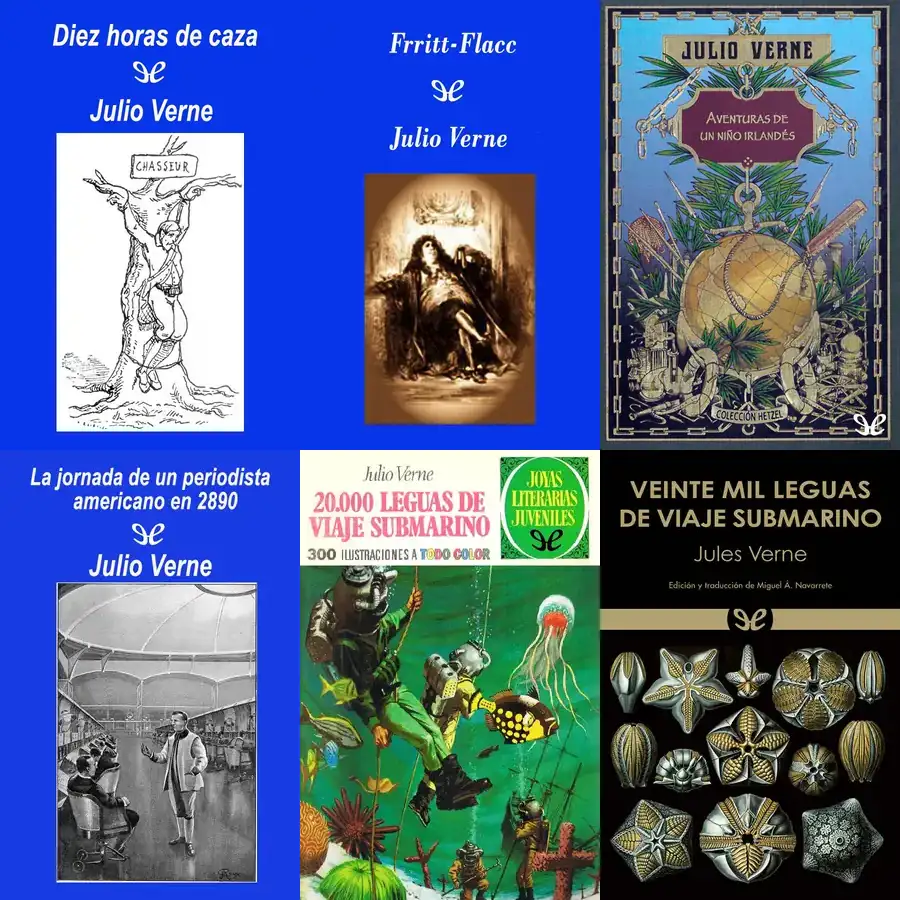 Diez horas de caza
Julio Verne
CHASSEUR
Frritt-Flacc
Julio Verne
JULIO VERNE
AVENTURAS DE
UN NIÑO IRLANDÉS
COLECCIÓN HETZEL
La jornada de un periodista
americano en 2890
Julio Verne
Julio Verne
20.000 LEGUAS DE
VIAJE SUBMARINO
300 ILUSTRACIONES A TODO COLOR
JOYAS
LITERARIAS
JUVENILES
VEINTE MIL LEGUAS
DE VIAJE SUBMARINO
Jules Verne
Edición y traducción de Miguel Á. Navarrete